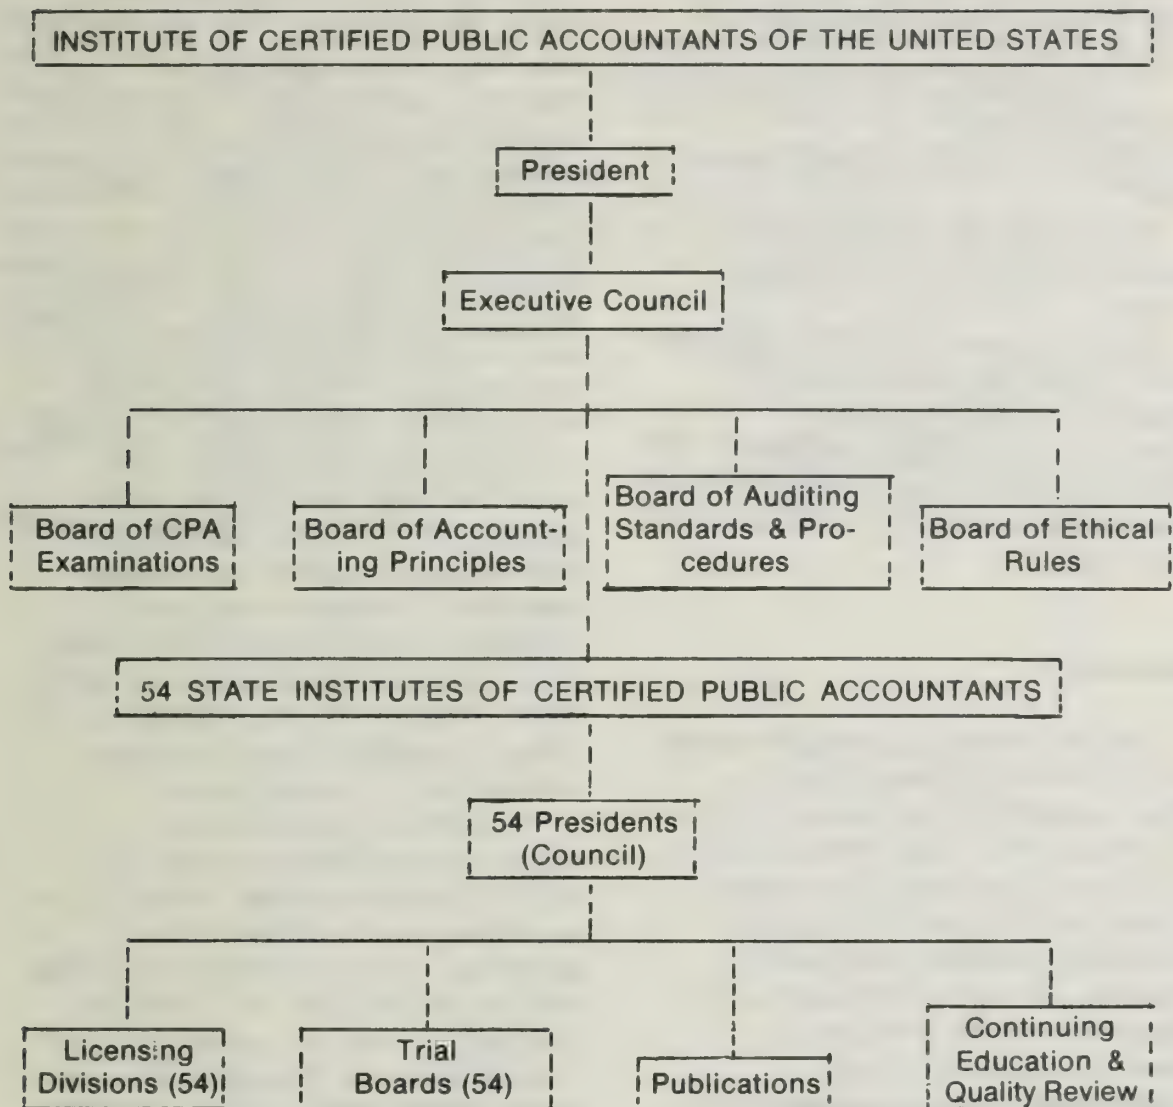 INSTITUTE OF CERTIFIED PUBLIC ACCOUNTANTS OF THE UNITED STATES
President
Executive Council
Board of CPA
Examinations
Board of Account-
ing Principles
Board of Auditing
Standards & Pro-
cedures
Board of Ethical
Rules
54 STATE INSTITUTES OF CERTIFIED PUBLIC ACCOUNTANTS
54 Presidents
(Council)
Licensing
Divisions (54)
Trial
Boards (54)
Publications
Continuing
Education &
Quality Review